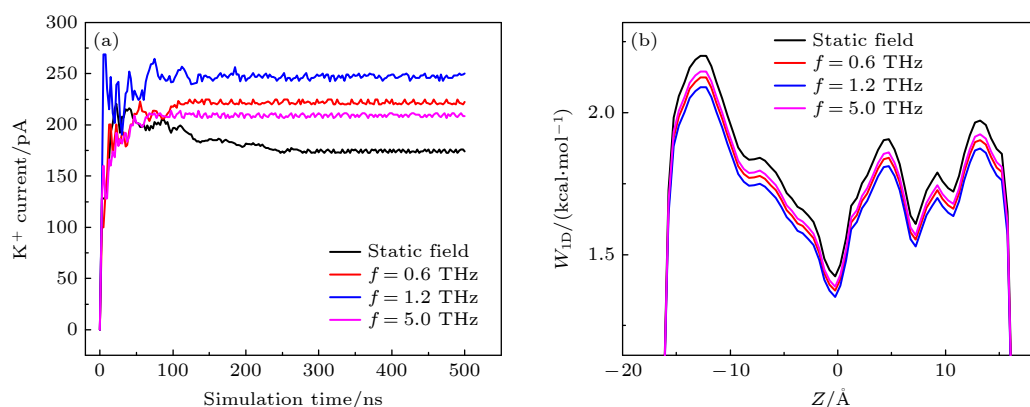 (a)
K⁺ current/pA
300
250
200
150
100
75
50
25
0
Static field
f = 0.6 THz
f = 1.2 THz
f = 5.0 THz
0 100 200 300 400 500
Simulation time/ns
(b)
W₁D/(kcal·mol⁻¹)
2.0
1.5
Static field
f = 0.6 THz
f = 1.2 THz
f = 5.0 THz
−20 −10 0 10
Z/Å